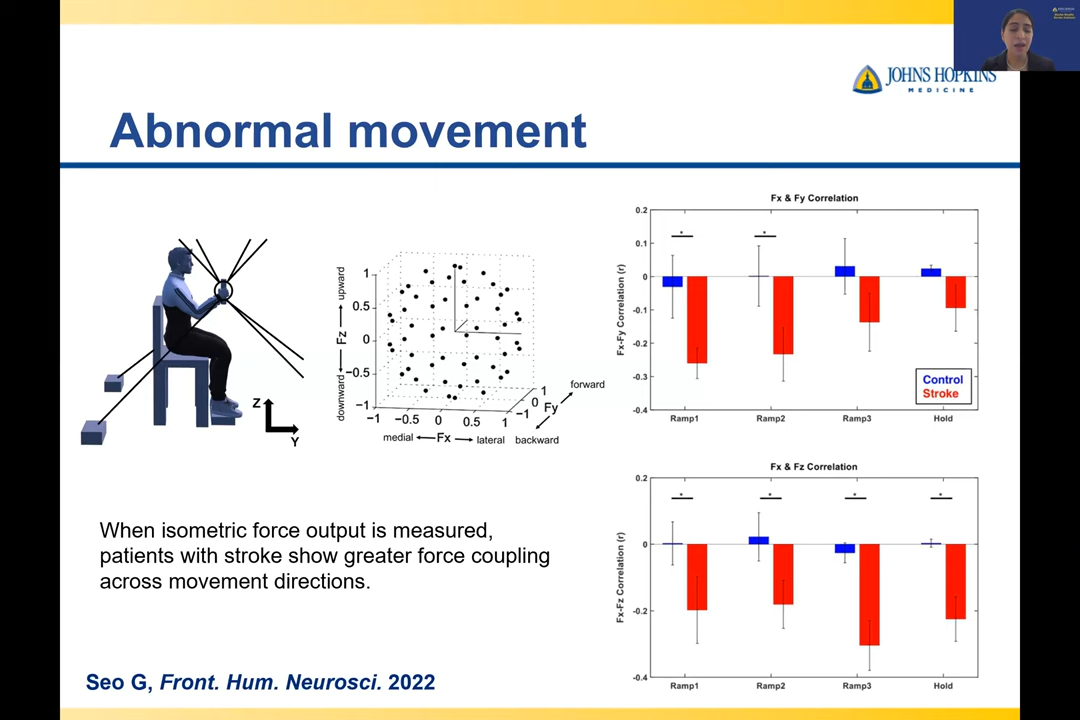 JOHNS HOPKINS
MEDICINE
Abnormal movement
Z
Y
upward
Fz
downward
1
0.5
0
−0.5
−1
−1 −0.5 0 0.5 1
medial Fx lateral
−1 0 1
Fy
forward
backward
Fx & Fy Correlation
Fx-Fy Correlation (r)
0.2
0.1
0
-0.1
-0.2
-0.3
-0.4
* *
Control
Stroke
Ramp1 Ramp2 Ramp3 Hold
Fx & Fz Correlation
Fx-Fz Correlation (r)
0.2
0
-0.2
-0.4
* * * *
Ramp1 Ramp2 Ramp3 Hold
When isometric force output is measured,
patients with stroke show greater force coupling
across movement directions.
Seo G, Front. Hum. Neurosci. 2022